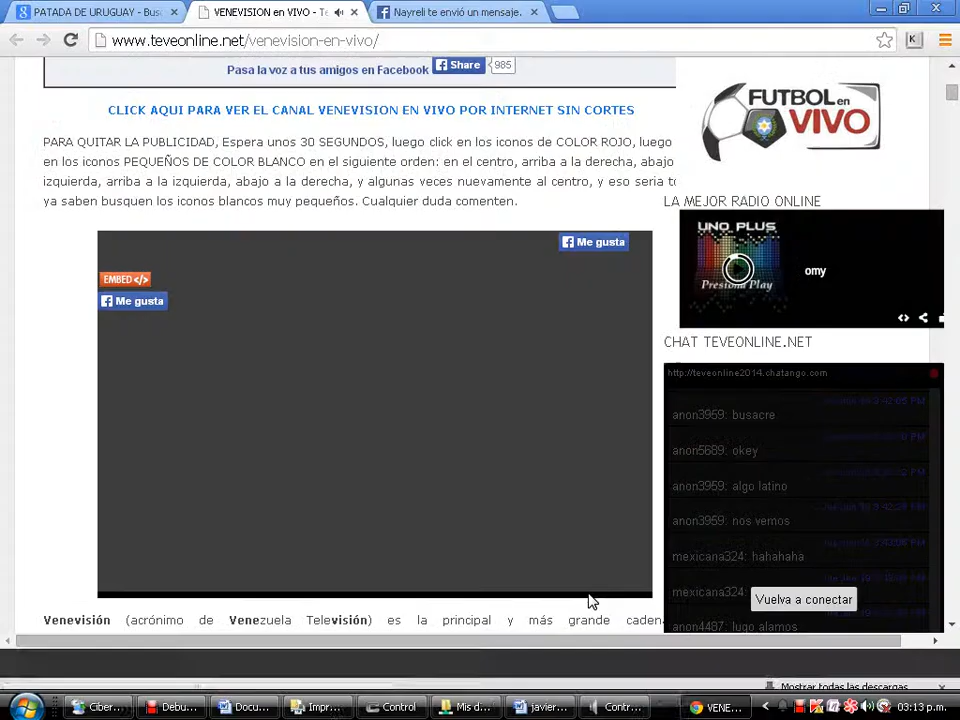 PATADA DE URUGUAY - Bus
VENEVISION en VIVO - Te
Nayreli te envió un mensaje.
www.teveonline.net/venevision-en-vivo/
Pasa la voz a tus amigos en Facebook Share 985
CLICK AQUI PARA VER EL CANAL VENEVISION EN VIVO POR INTERNET SIN CORTES
PARA QUITAR LA PUBLICIDAD, Espera unos 30 SEGUNDOS, luego click en los iconos de COLOR ROJO, luego
en los iconos PEQUEÑOS DE COLOR BLANCO en el siguiente orden: en el centro, arriba a la derecha, abajo
izquierda, arriba a la izquierda, abajo a la derecha, y algunas veces nuevamente al centro, y eso seria to
ya saben busquen los iconos blancos muy pequeños. Cualquier duda comenten.
Me gusta
EMBED </>
Me gusta
Venevisión (acrónimo de Venezuela Televisión) es la principal y más grande cadena
FUTBOL en
VIVO
LA MEJOR RADIO ONLINE
UNO PLUS
Presiona Play
omy
CHAT TEVEONLINE.NET
http://teveonline2014.chatango.com
anon3959: busacre
anon5689: okey
anon3959: algo latino
anon3959: nos vemos
mexicana324: hahahaha
mexicana324:
Vuelva a conectar
anon4487: lugo alamos
Mostrar todas las descargas
Ciber...
Debu...
Docu...
Impr...
Control
Mis d...
javier...
Contr...
VENE...
03:13 p.m.